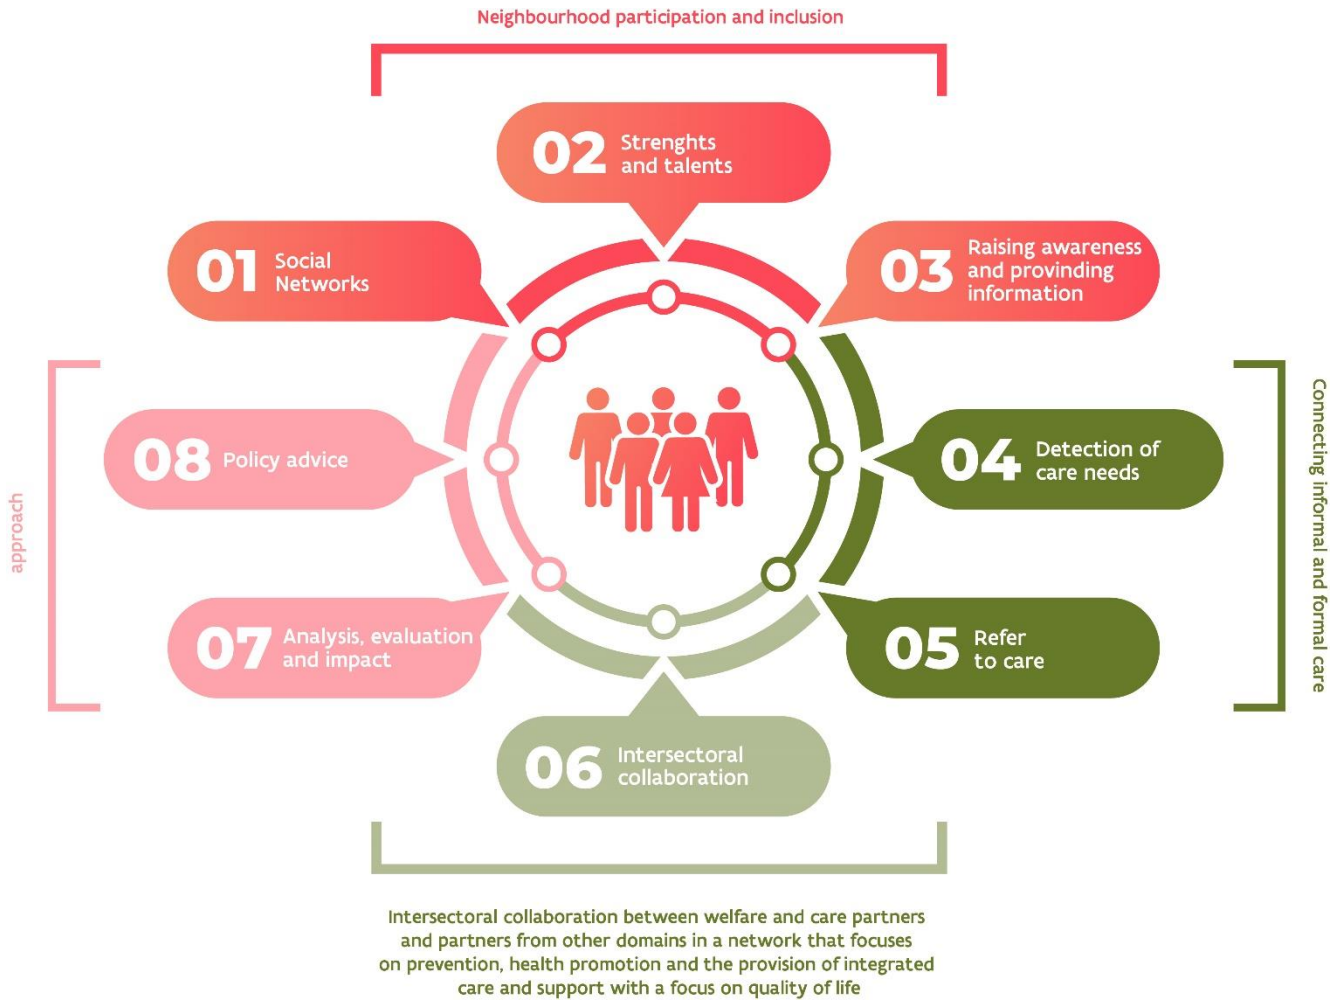 Neighbourhood participation and inclusion
02 Strenghts
and talents
01 Social
Networks
03 Raising awareness
and provinding
information
08 Policy advice
04 Detection of
care needs
approach
Connecting informal and formal care
07 Analysis, evaluation
and impact
05 Refer
to care
06 Intersectoral
collaboration
Intersectoral collaboration between welfare and care partners
and partners from other domains in a network that focuses
on prevention, health promotion and the provision of integrated
care and support with a focus on quality of life